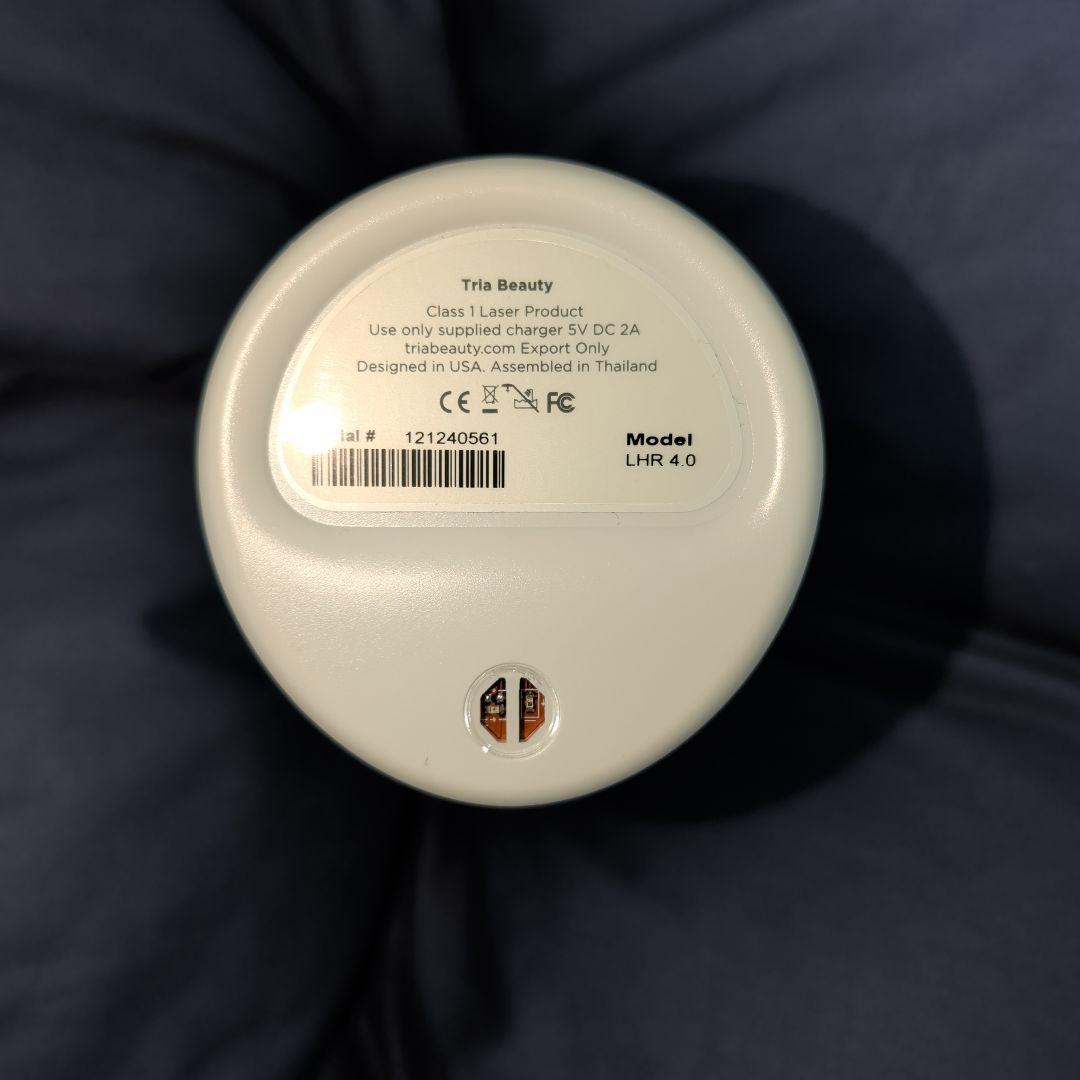 Tria Beauty
Class 1 Laser Product
Use only supplied charger 5V DC 2A
triabeauty.com Export Only
Designed in USA. Assembled in Thailand
CE FC
# 121240561
Model
LHR 4.0